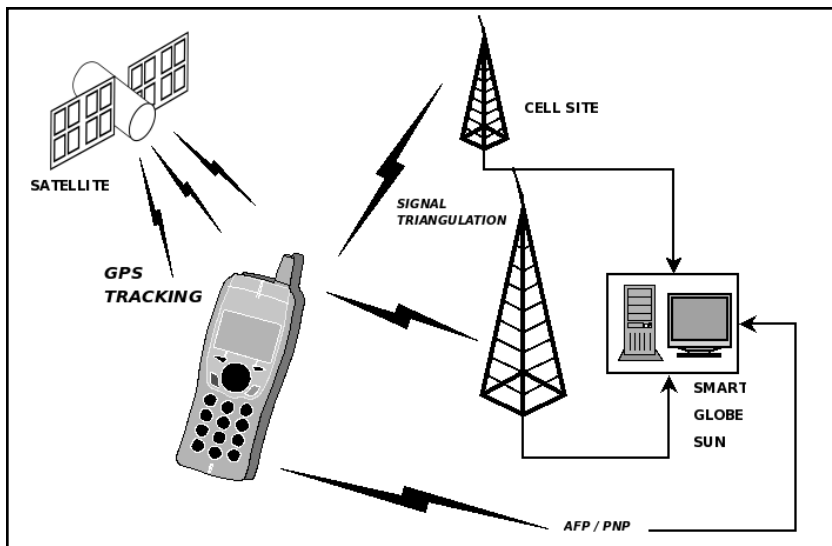 CELL SITE
SATELLITE
SIGNAL
TRIANGULATION
GPS
TRACKING
SMART
GLOBE
SUN
AFP / PNP